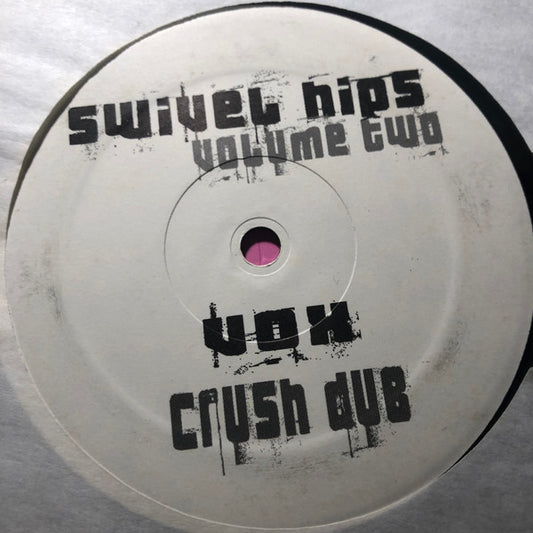 SWIVEL HIPS
VOLUME TWO
VOX
CRUSH DUB